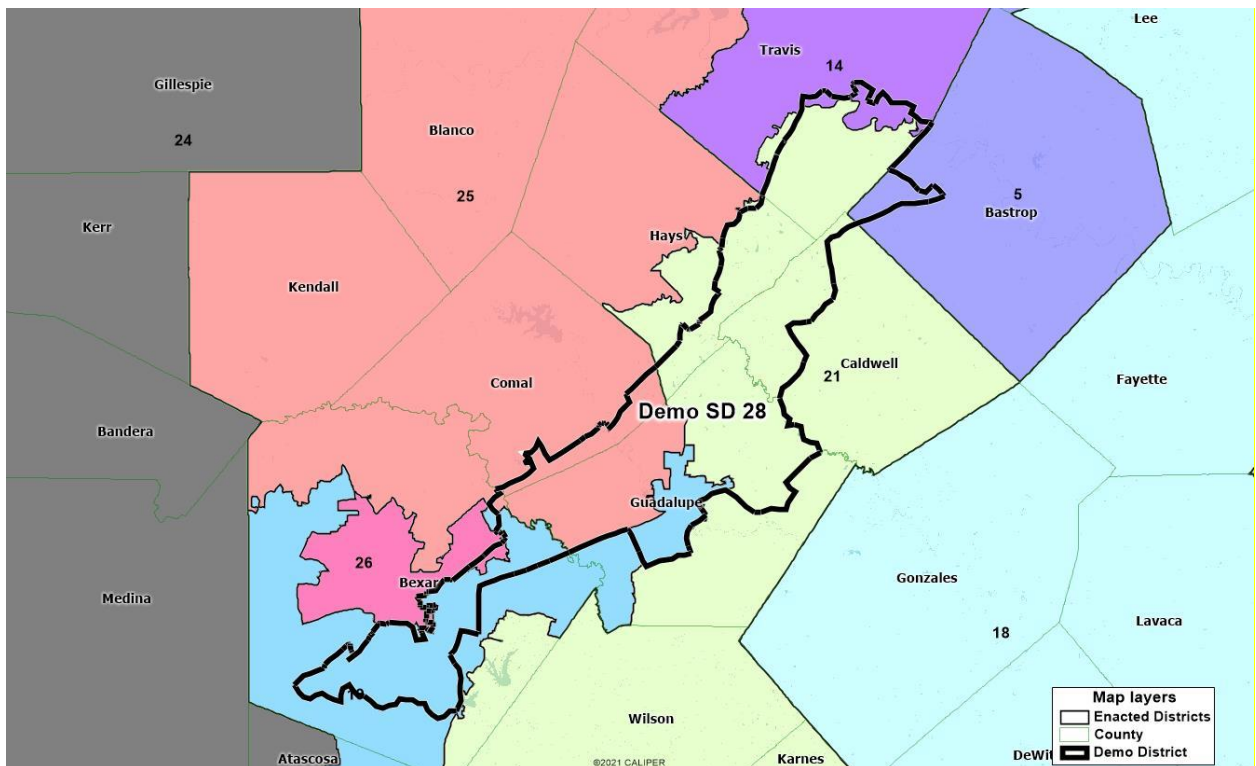 Lee
Travis
14
Gillespie
24
Blanco
25
5
Bastrop
Kerr
Hays
Kendall
Caldwell
21
Fayette
Comal
Demo SD 28
Bandera
Guadalupe
26
Bexar
Gonzales
Medina
18
Lavaca
19
Wilson
Map layers
Enacted Districts
County
Demo District
Atascosa
©2021 CALIPER
Karnes
DeWit